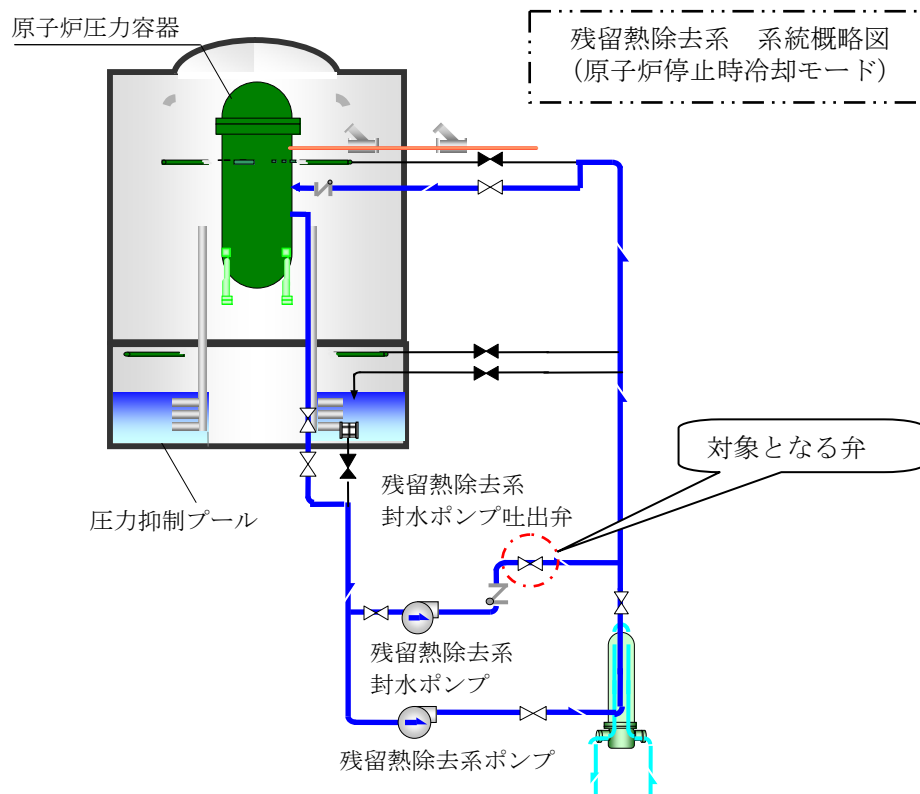 原子炉圧力容器
残留熱除去系　系統概略図
（原子炉停止時冷却モード）
対象となる弁
残留熱除去系
封水ポンプ吐出弁
圧力抑制プール
残留熱除去系
封水ポンプ
残留熱除去系ポンプ